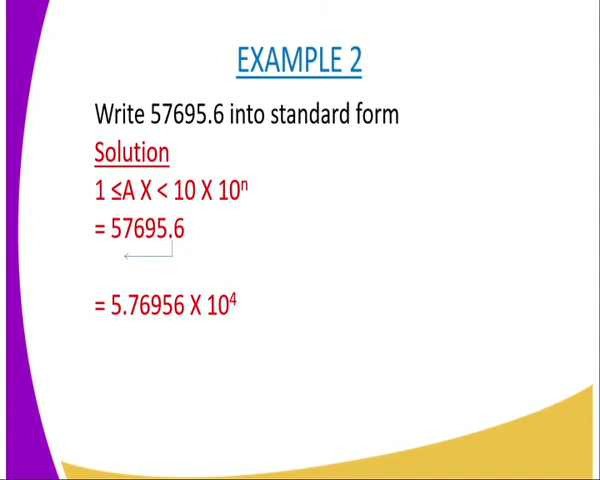 EXAMPLE 2
Write 57695.6 into standard form
Solution
1 ≤A X < 10 X 10ⁿ
= 57695.6
= 5.76956 X 10⁴